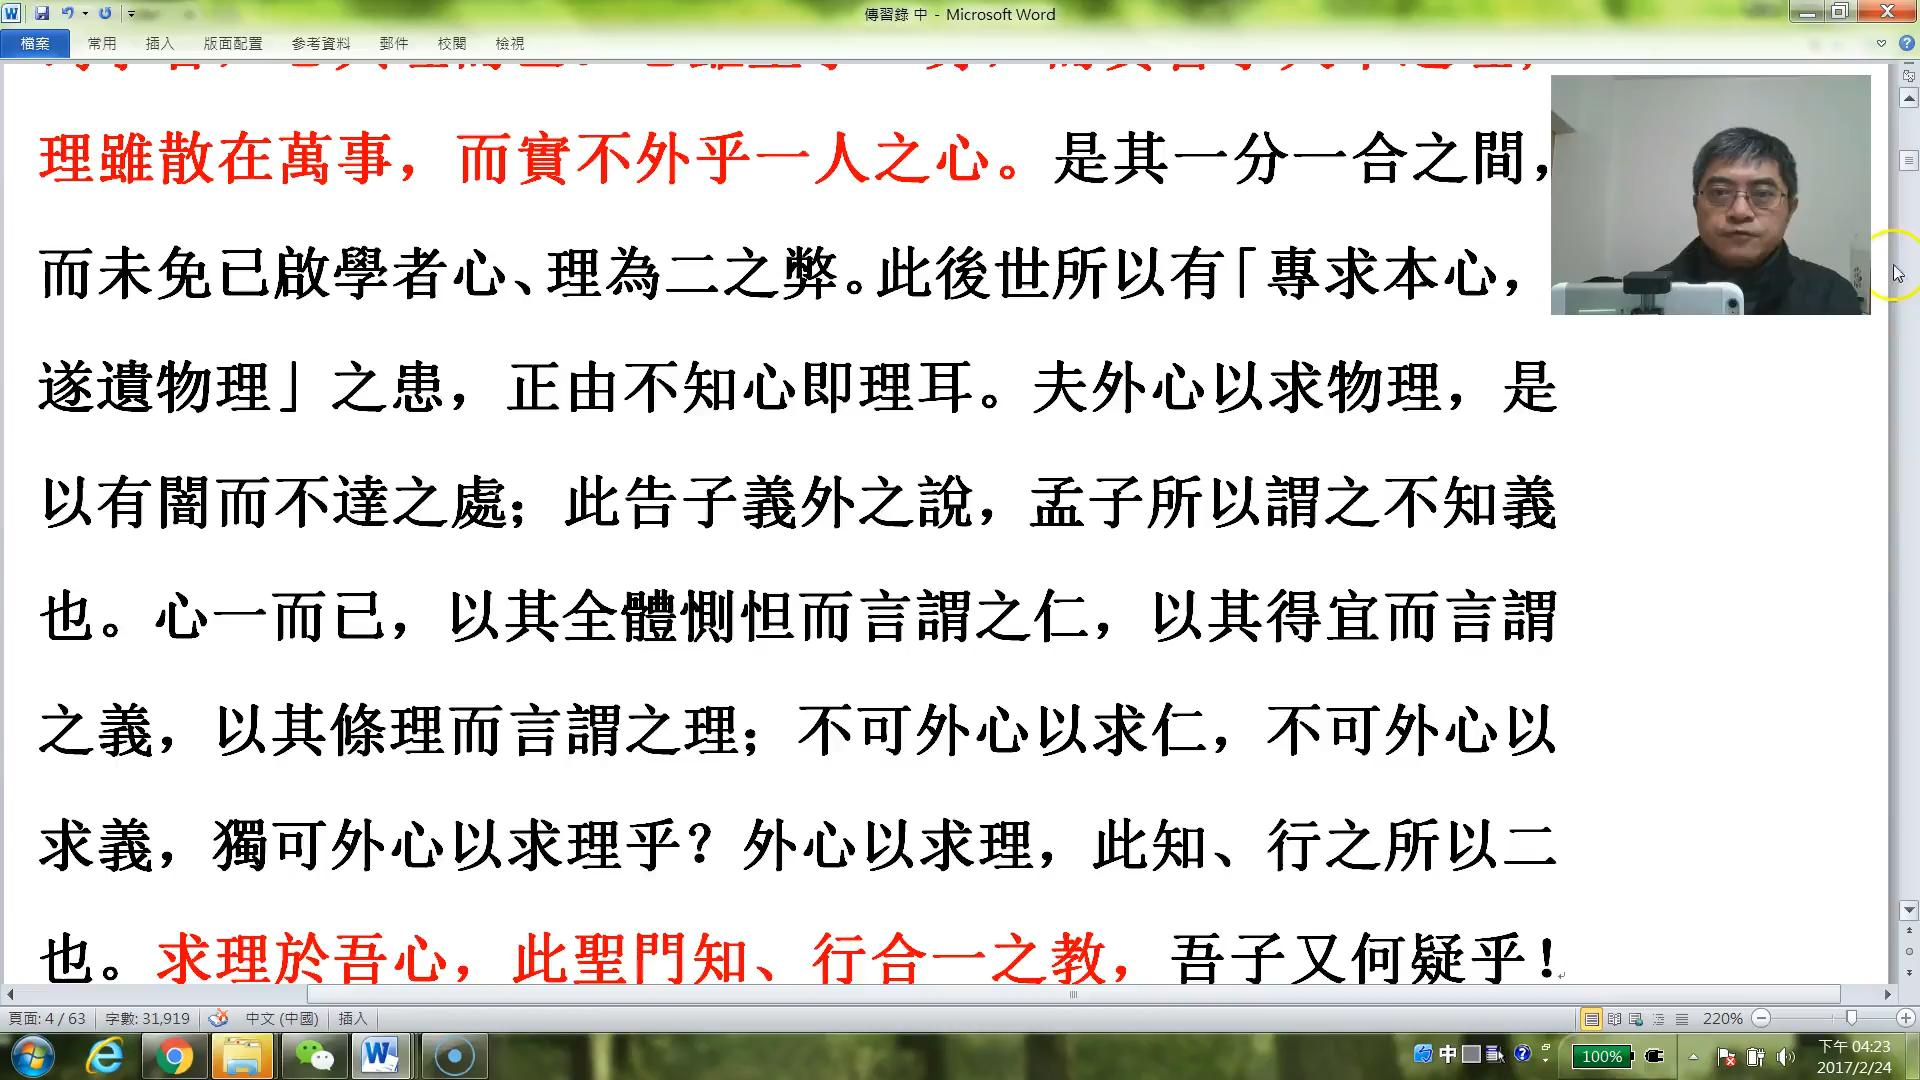 傳習錄 中 - Microsoft Word
檔案 常用 插入 版面配置 參考資料 郵件 校閱 檢視
理雖散在萬事，而實不外乎一人之心。是其一分一合之間，
而未免已啟學者心、理為二之弊。此後世所以有「專求本心，
遂遺物理」之患，正由不知心即理耳。夫外心以求物理，是
以有闇而不達之處；此告子義外之說，孟子所以謂之不知義
也。心一而已，以其全體惻怛而言謂之仁，以其得宜而言謂
之義，以其條理而言謂之理；不可外心以求仁，不可外心以
求義，獨可外心以求理乎？外心以求理，此知、行之所以二
也。求理於吾心，此聖門知、行合一之教，吾子又何疑乎！
頁面: 4 / 63 字數: 31,919 中文 (中國) 插入 220%
中 100% 下午 04:23
2017/2/24